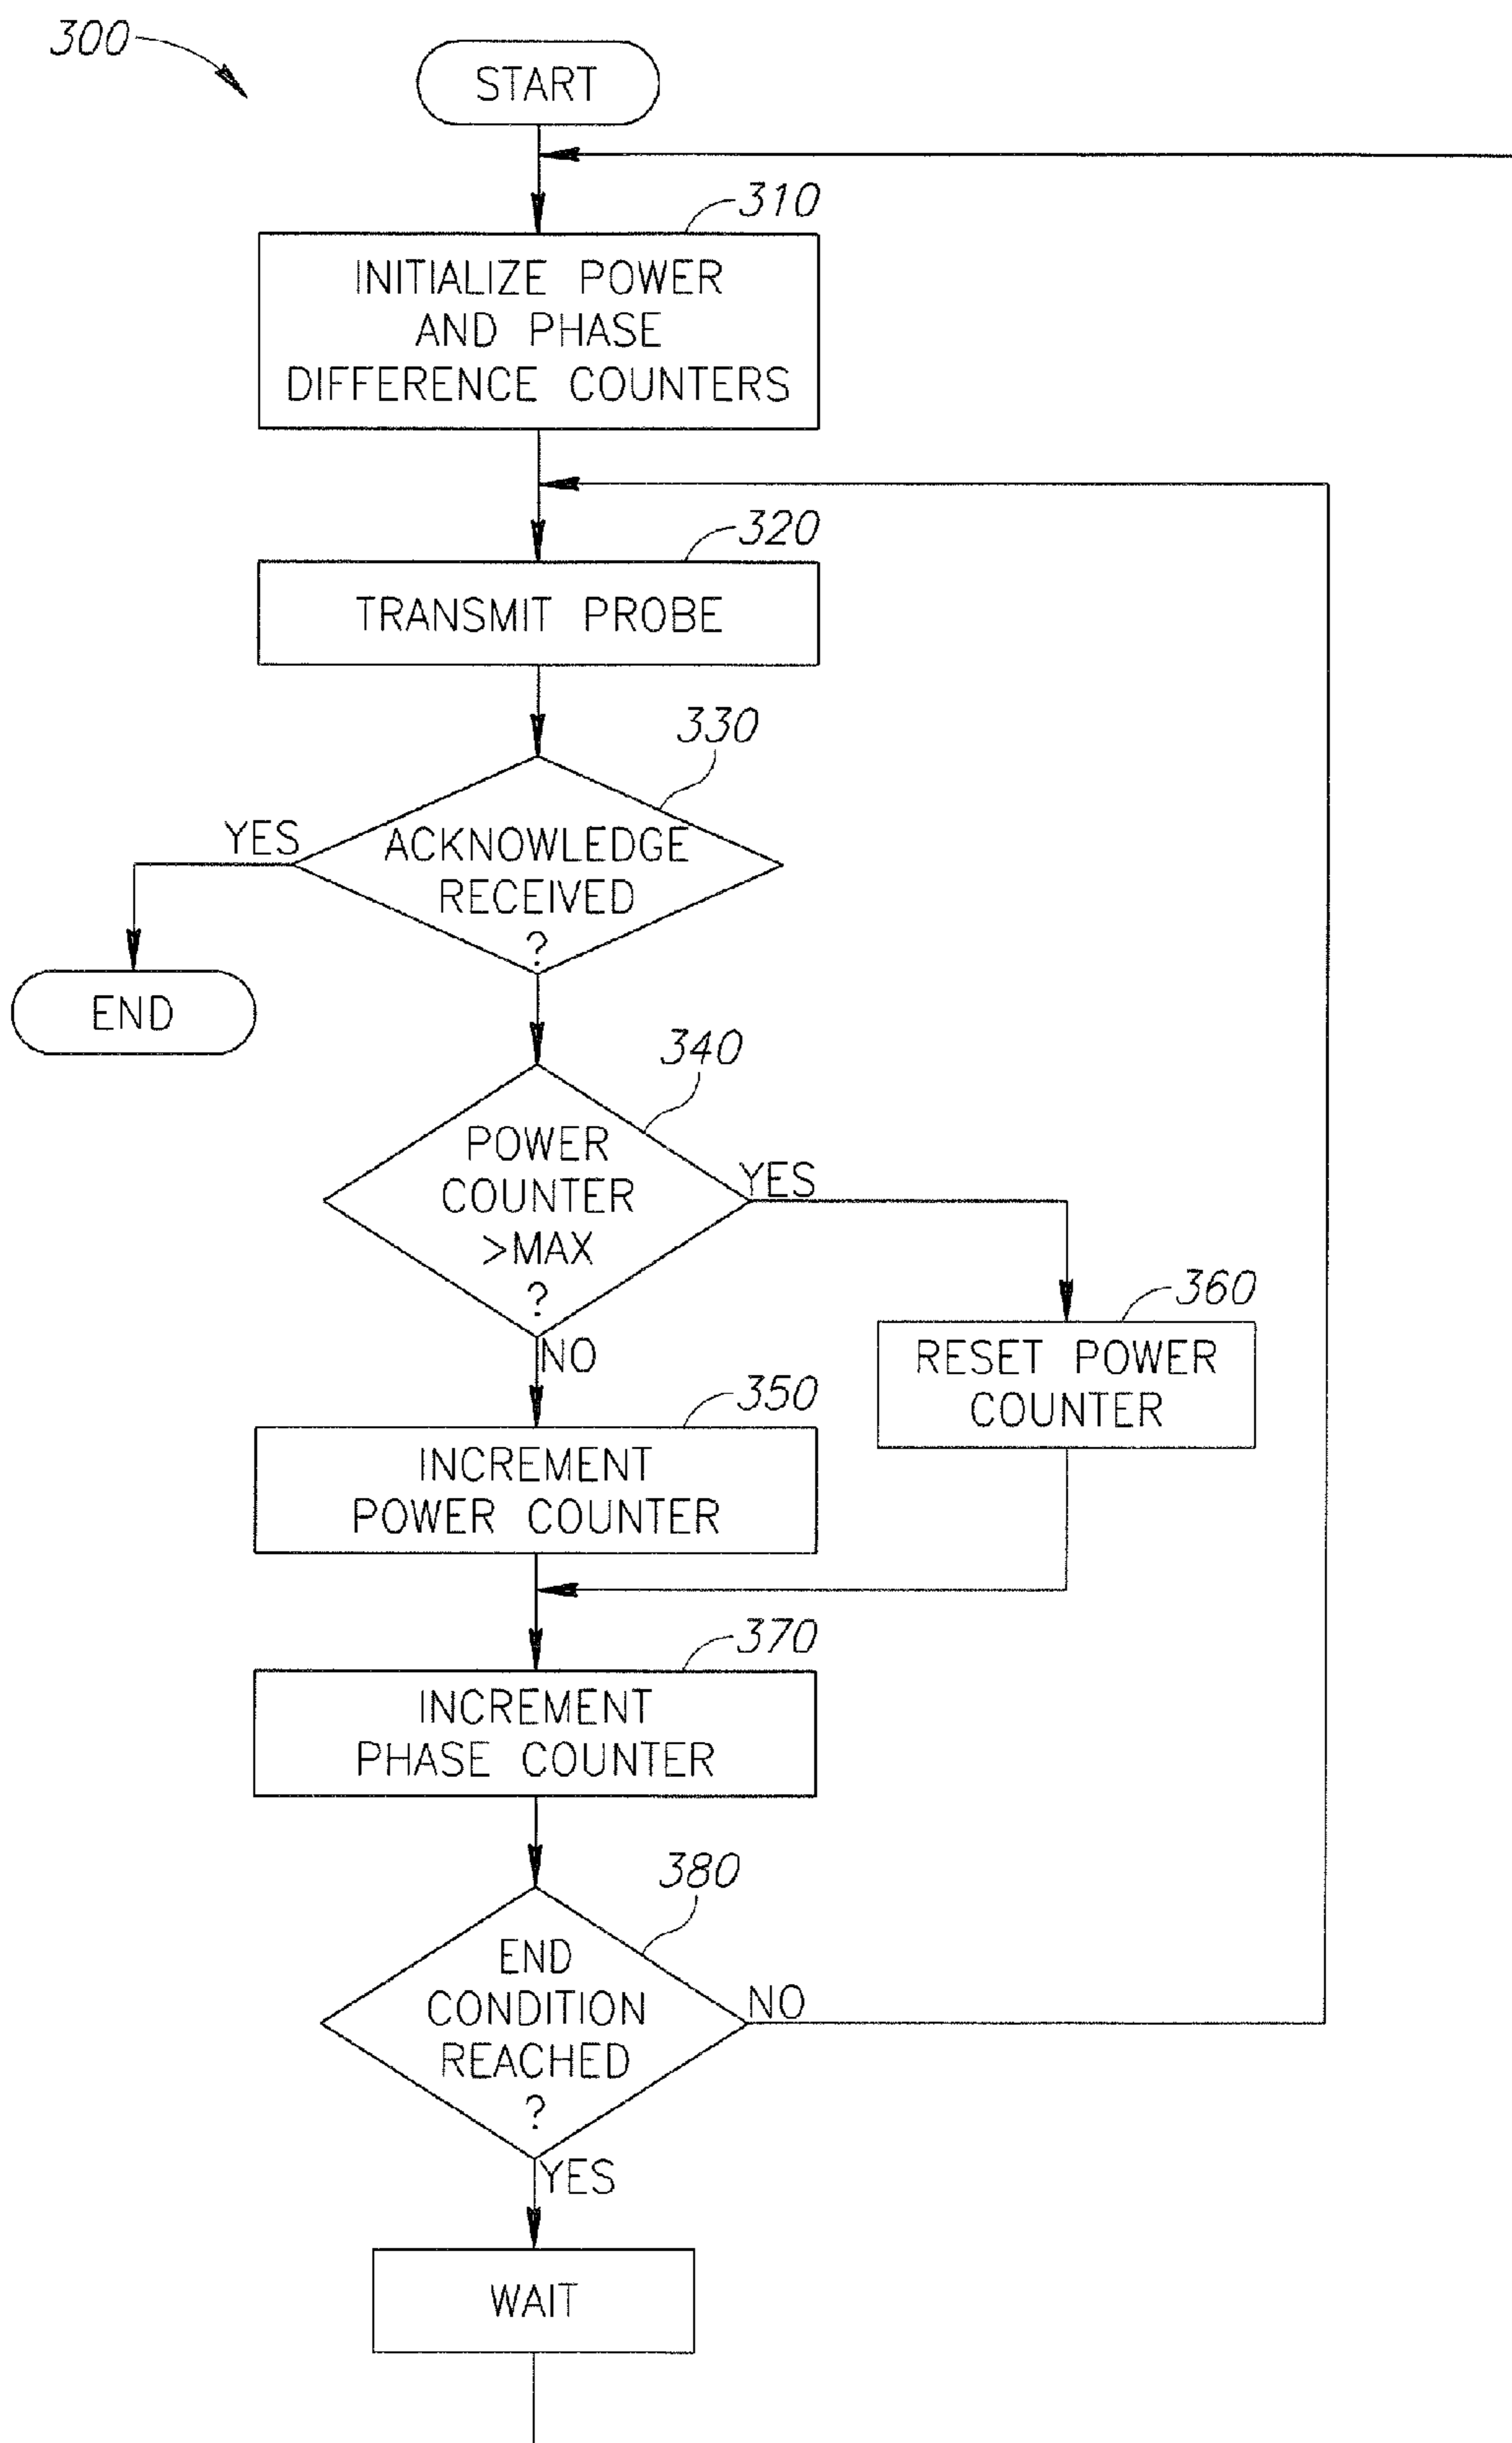 300
START
310
INITIALIZE POWER
AND PHASE
DIFFERENCE COUNTERS
320
TRANSMIT PROBE
330
YES
ACKNOWLEDGE
RECEIVED
?
END
340
POWER
COUNTER
>MAX
?
YES
NO
360
RESET POWER
COUNTER
350
INCREMENT
POWER COUNTER
370
INCREMENT
PHASE COUNTER
380
END
CONDITION
REACHED
?
NO
YES
WAIT